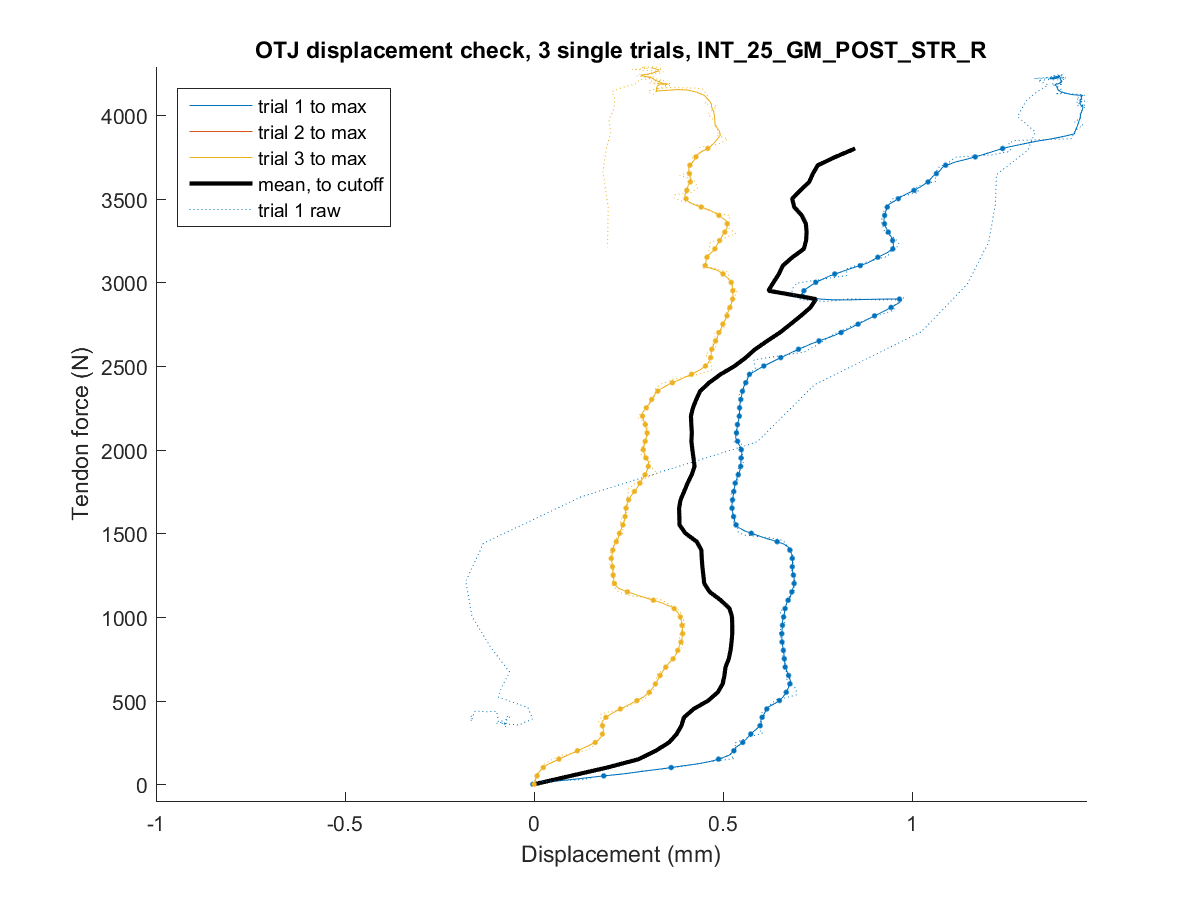 OTJ displacement check, 3 single trials, INT_25_GM_POST_STR_R
trial 1 to max
trial 2 to max
trial 3 to max
mean, to cutoff
trial 1 raw
4000
3500
3000
2500
2000
1500
1000
500
0
Tendon force (N)
-1
-0.5
0
0.5
1
Displacement (mm)